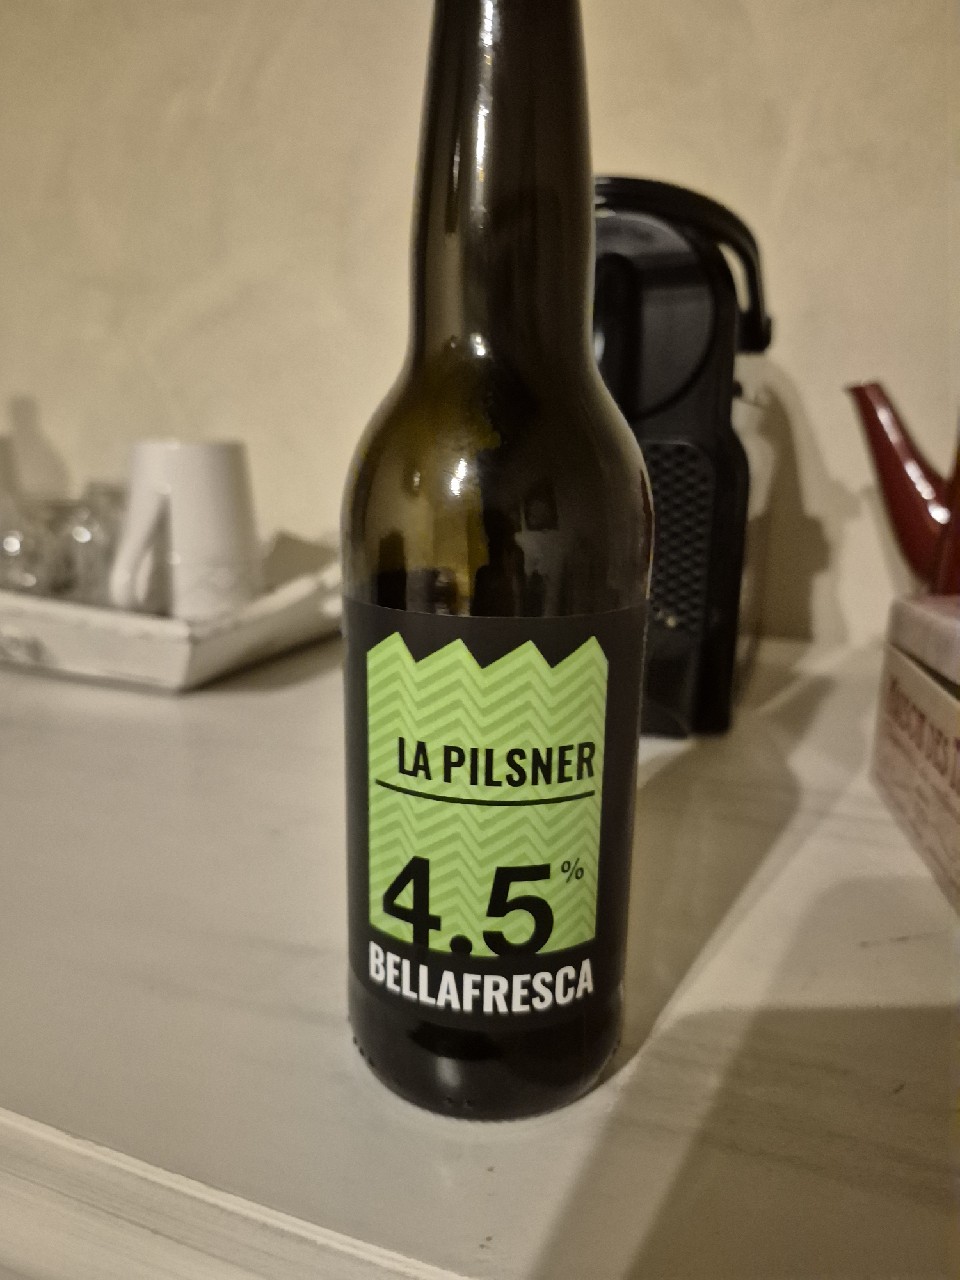 LA PILSNER
4.5%
BELLAFRESCA